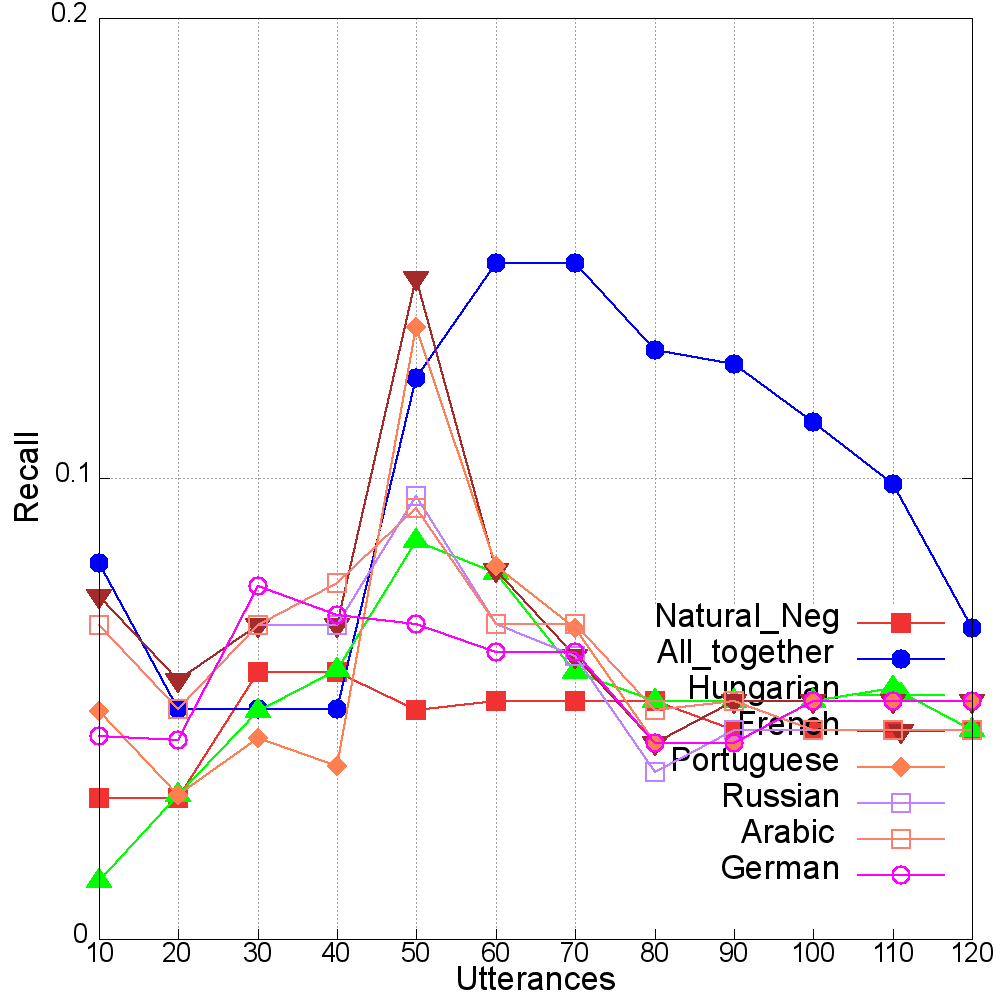 0.2
0.1
0
Recall
10 20 30 40 50 60 70 80 90 100 110 120
Utterances
Natural_Neg
All_together
Hungarian
French
Portuguese
Russian
Arabic
German